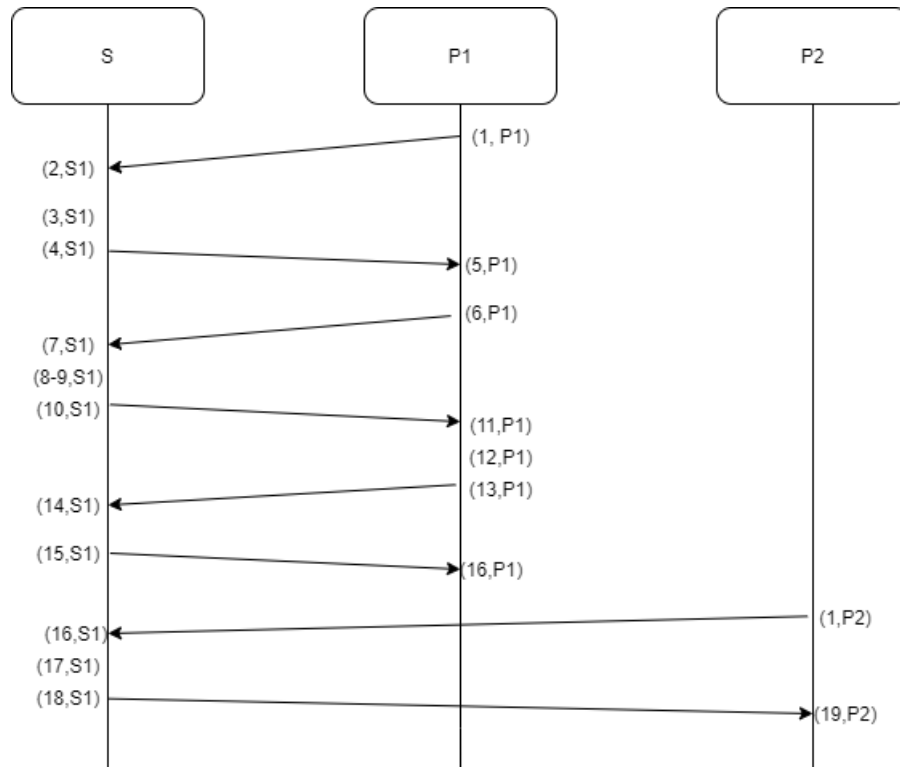 S
P1
P2
(1, P1)
(2,S1)
(3,S1)
(4,S1)
(5,P1)
(6,P1)
(7,S1)
(8-9,S1)
(10,S1)
(11,P1)
(12,P1)
(13,P1)
(14,S1)
(15,S1)
(16,P1)
(1,P2)
(16,S1)
(17,S1)
(18,S1)
(19,P2)